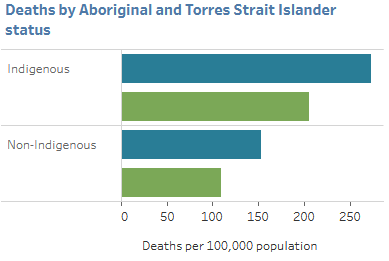 Deaths by Aboriginal and Torres Strait Islander
status
Indigenous
Non-Indigenous
0 50 100 150 200 250
Deaths per 100,000 population